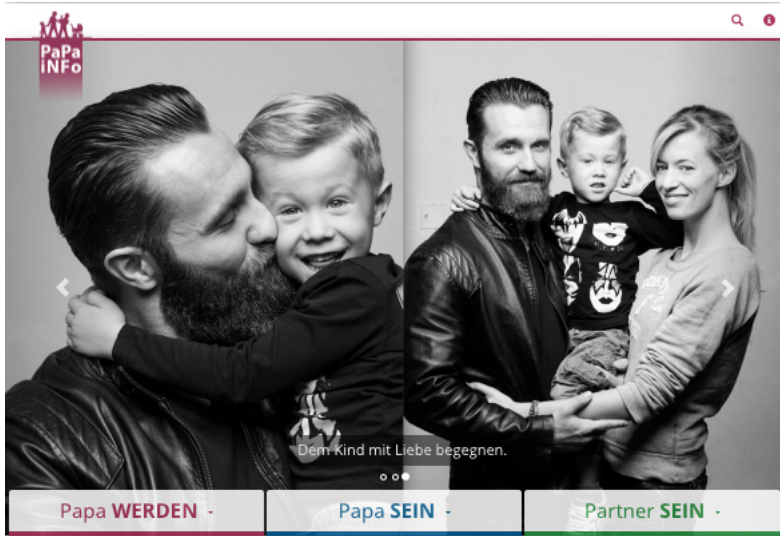 PaPa
iNFo
Dem Kind mit Liebe begegnen.
Papa WERDEN -
Papa SEIN -
Partner SEIN -